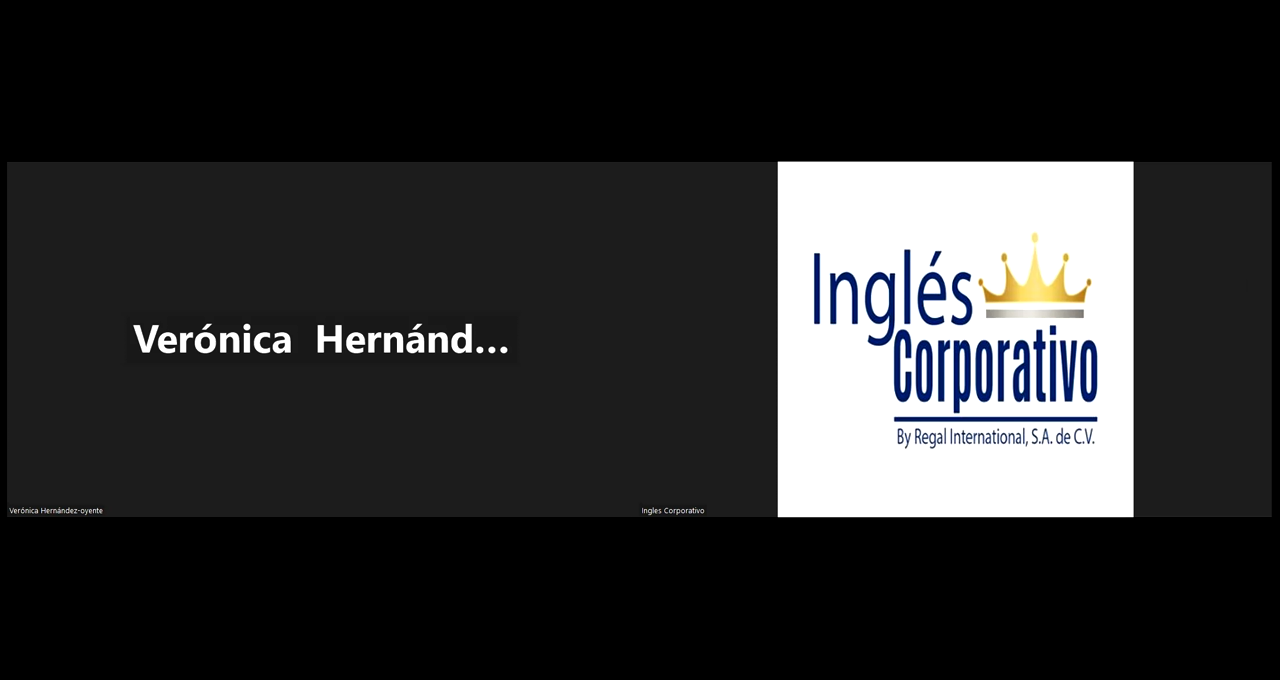 Verónica Hernánd...
Verónica Hernández-oyente
Inglés
Corporativo
By Regal International, S.A. de C.V.
Ingles Corporativo